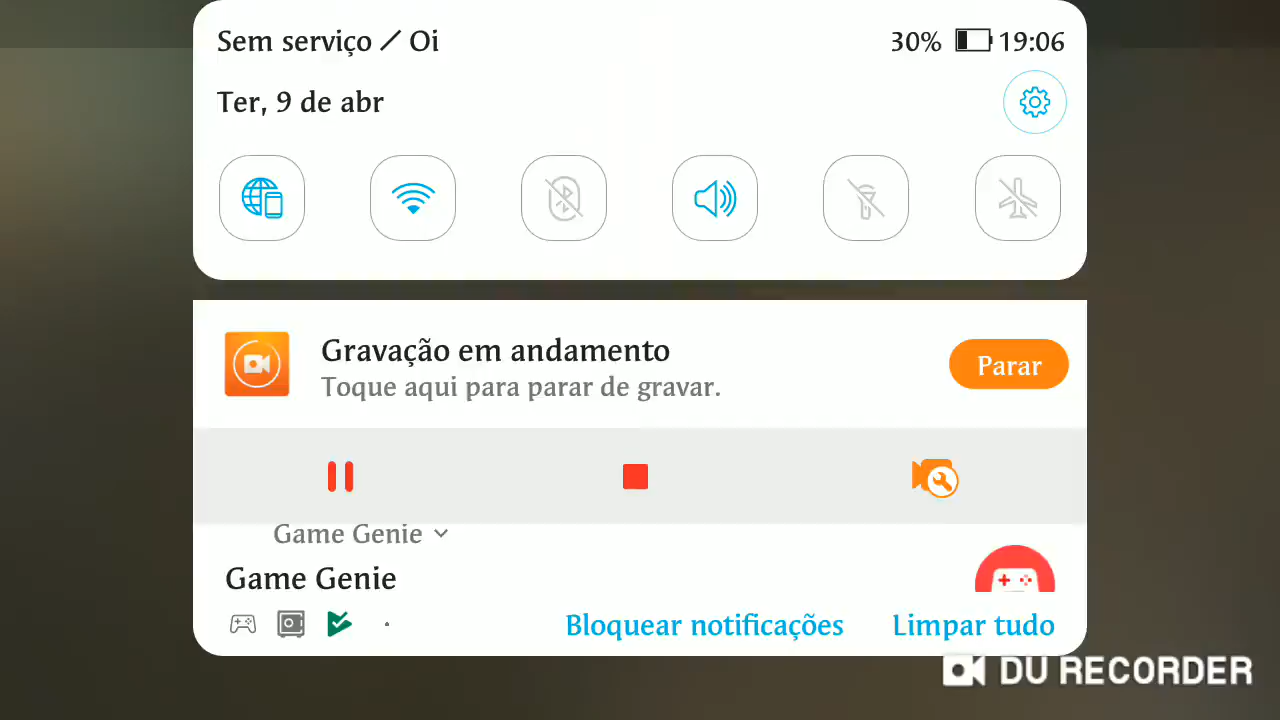 Sem serviço / Oi
30% 19:06
Ter, 9 de abr
Gravação em andamento
Toque aqui para parar de gravar.
Parar
Game Genie
Game Genie
Bloquear notificações
Limpar tudo
DU RECORDER